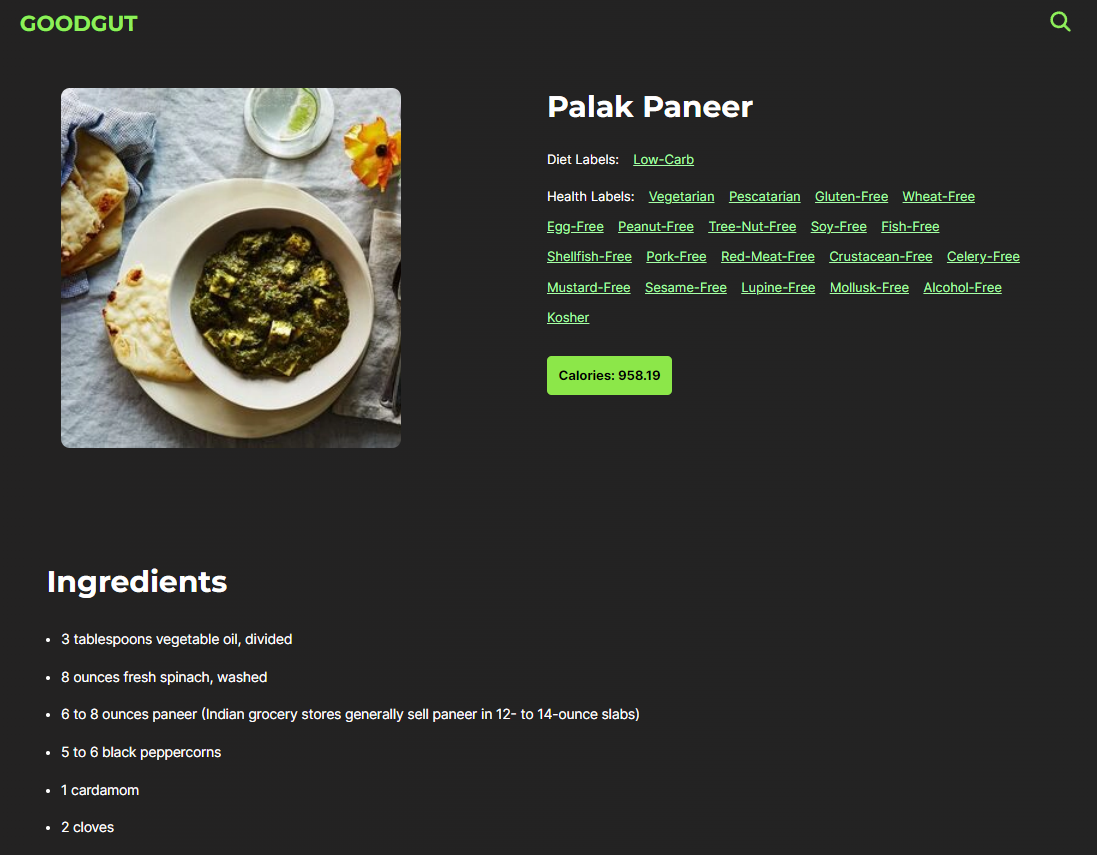 GOODGUT
Palak Paneer
Diet Labels: Low-Carb
Health Labels: Vegetarian Pescatarian Gluten-Free Wheat-Free
Egg-Free Peanut-Free Tree-Nut-Free Soy-Free Fish-Free
Shellfish-Free Pork-Free Red-Meat-Free Crustacean-Free Celery-Free
Mustard-Free Sesame-Free Lupine-Free Mollusk-Free Alcohol-Free
Kosher
Calories: 958.19
Ingredients
• 3 tablespoons vegetable oil, divided
• 8 ounces fresh spinach, washed
• 6 to 8 ounces paneer (Indian grocery stores generally sell paneer in 12- to 14-ounce slabs)
• 5 to 6 black peppercorns
• 1 cardamom
• 2 cloves